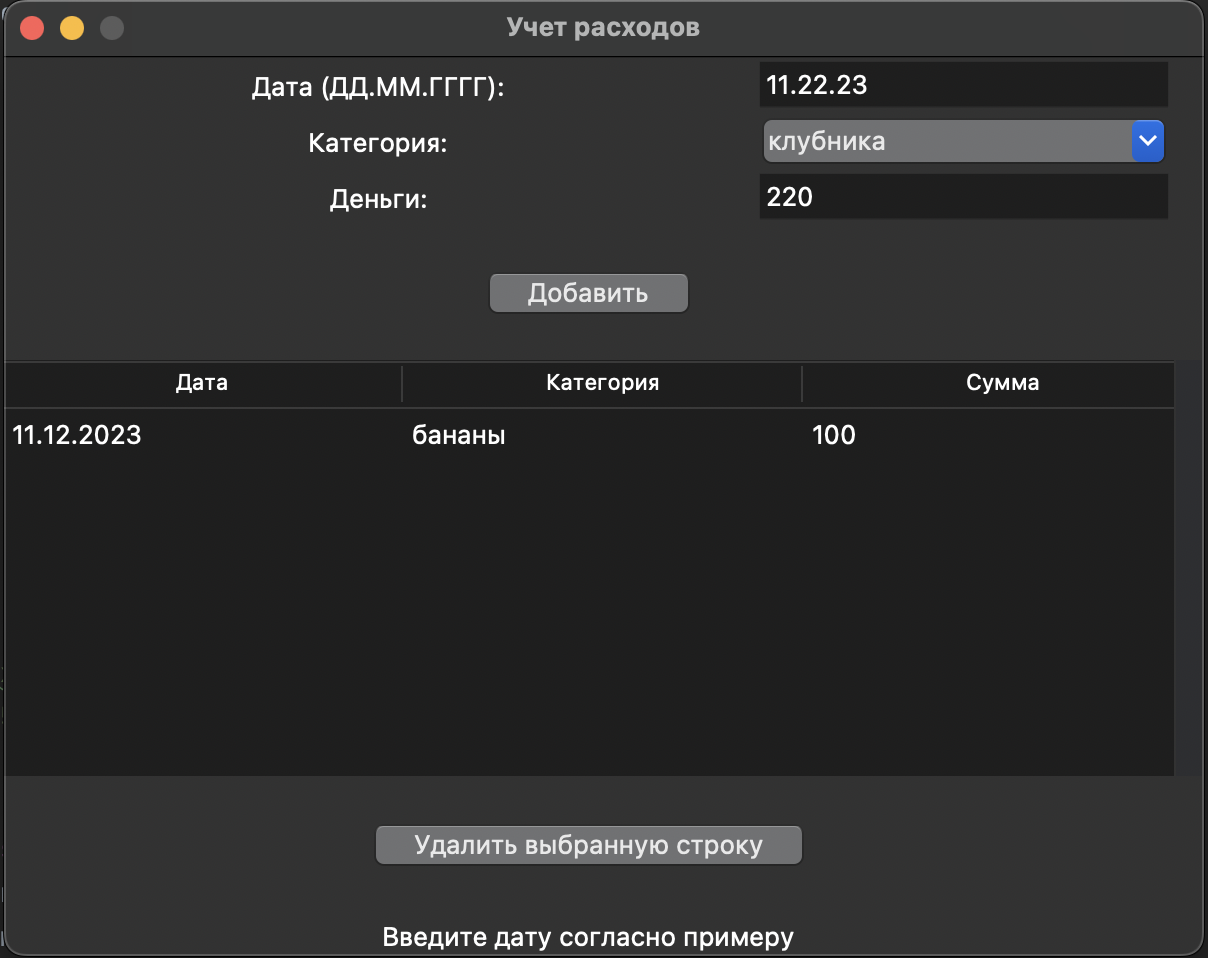 Учет расходов
Дата (ДД.ММ.ГГГГ): 11.22.23
Категория: клубника
Деньги: 220
Добавить
Дата Категория Сумма
11.12.2023 бананы 100
Удалить выбранную строку
Введите дату согласно примеру